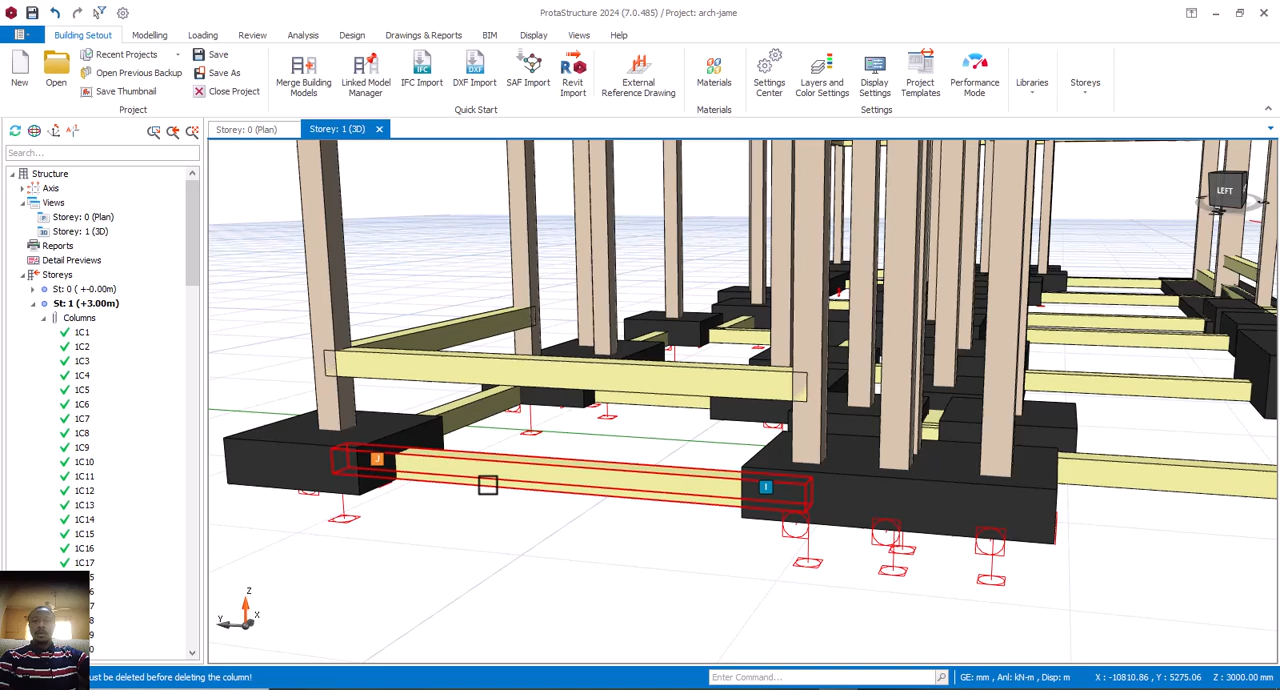 ProtaStructure 2024 (7.0.485) / Project: arch-jame
Building Setout Modelling Loading Review Analysis Design Drawings & Reports BIM Display Views Help
New
Open
Recent Projects
Open Previous Backup
Save Thumbnail
Save
Save As
Close Project
Project
Merge Building Models
Linked Model Manager
IFC Import
DXF Import
SAF Import
Revit Import
External Reference Drawing
Quick Start
Materials
Materials
Settings Center
Layers and Color Settings
Display Settings
Project Templates
Performance Mode
Settings
Libraries
Storeys
Storey: 0 (Plan)
Storey: 1 (3D)
Search...
Structure
Axis
Views
Storey: 0 (Plan)
Storey: 1 (3D)
Reports
Detail Previews
Storeys
St: 0 ( +-0.00m)
St: 1 (+3.00m)
Columns
1C1
1C2
1C3
1C4
1C5
1C6
1C7
1C8
1C9
1C10
1C11
1C12
1C13
1C14
1C15
1C16
1C17
LEFT
J
I
Z
Y
X
ust be deleted before deleting the column!
Enter Command...
GE: mm , Anl: kN-m , Disp: m
X : -10810.86 , Y : 5275.06
Z : 3000.00 mm